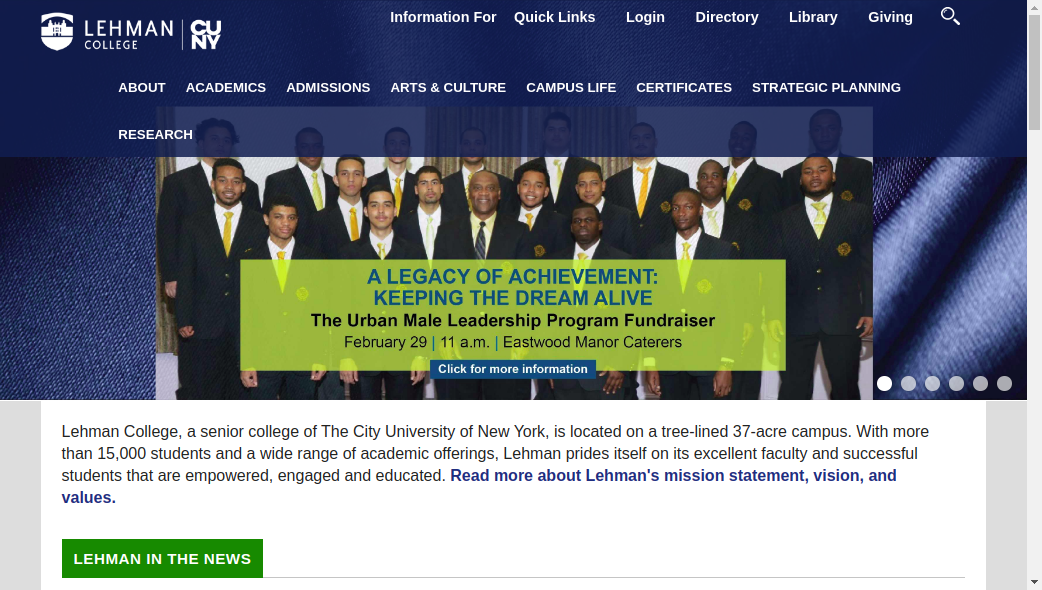 LEHMAN
COLLEGE
CU
NY
Information For Quick Links Login Directory Library Giving
ABOUT ACADEMICS ADMISSIONS ARTS & CULTURE CAMPUS LIFE CERTIFICATES STRATEGIC PLANNING
RESEARCH
A LEGACY OF ACHIEVEMENT:
KEEPING THE DREAM ALIVE
The Urban Male Leadership Program Fundraiser
February 29 | 11 a.m. | Eastwood Manor Caterers
Click for more information
Lehman College, a senior college of The City University of New York, is located on a tree-lined 37-acre campus. With more
than 15,000 students and a wide range of academic offerings, Lehman prides itself on its excellent faculty and successful
students that are empowered, engaged and educated. Read more about Lehman's mission statement, vision, and
values.
LEHMAN IN THE NEWS